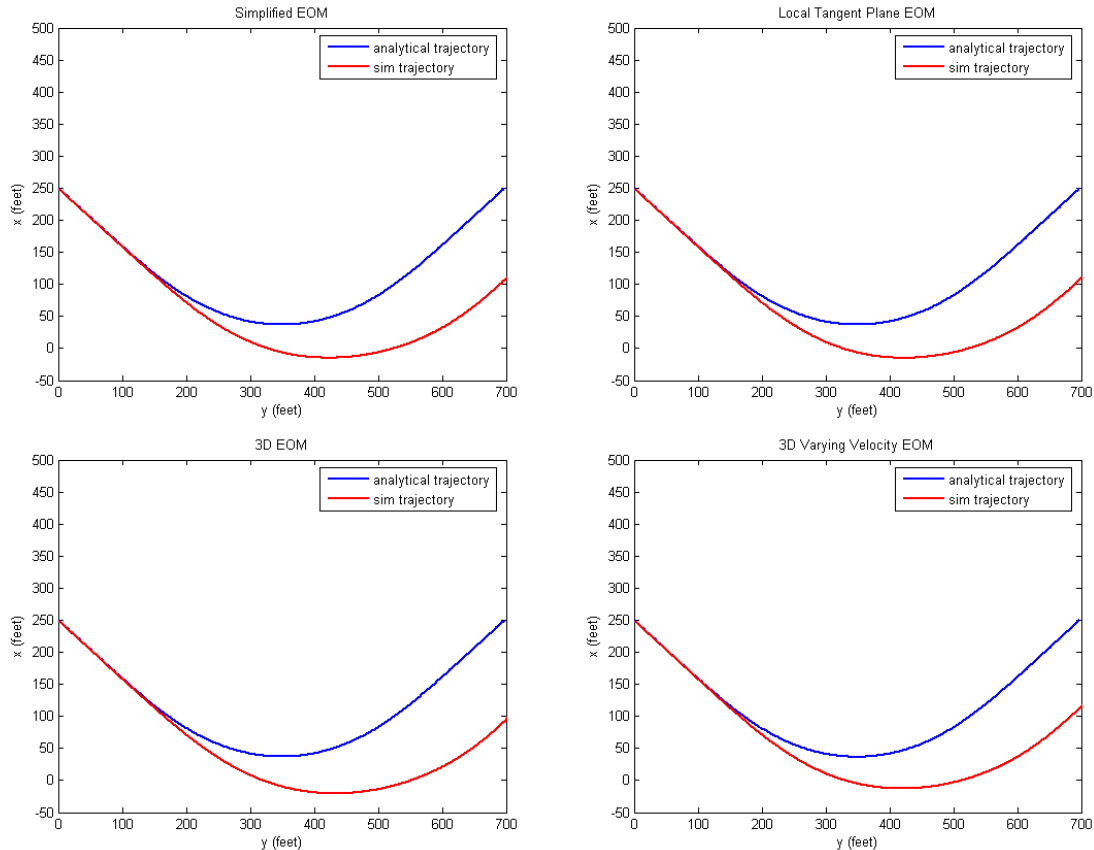 Simplified EOM
500
450
400
350
300
250
200
150
100
50
0
-50
x (feet)
analytical trajectory
sim trajectory
0 100 200 300 400 500 600 700
y (feet)
Local Tangent Plane EOM
500
450
400
350
300
250
200
150
100
50
0
-50
x (feet)
analytical trajectory
sim trajectory
0 100 200 300 400 500 600 700
y (feet)
3D EOM
500
450
400
350
300
250
200
150
100
50
0
-50
x (feet)
analytical trajectory
sim trajectory
0 100 200 300 400 500 600 700
y (feet)
3D Varying Velocity EOM
500
450
400
350
300
250
200
150
100
50
0
-50
x (feet)
analytical trajectory
sim trajectory
0 100 200 300 400 500 600 700
y (feet)